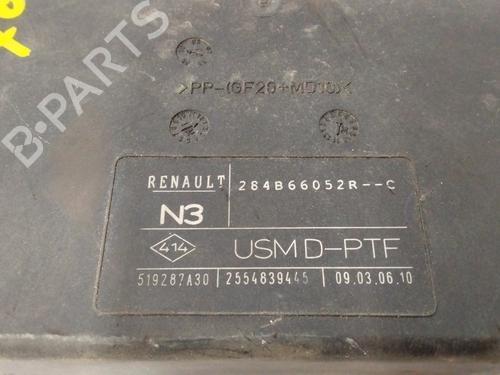 B-PARTS
>PP-(GF20+MD10)<
RENAULT 284B66052R--C
N3
414 USM D-PTF
519287A30 2554839445 09.03.06.10